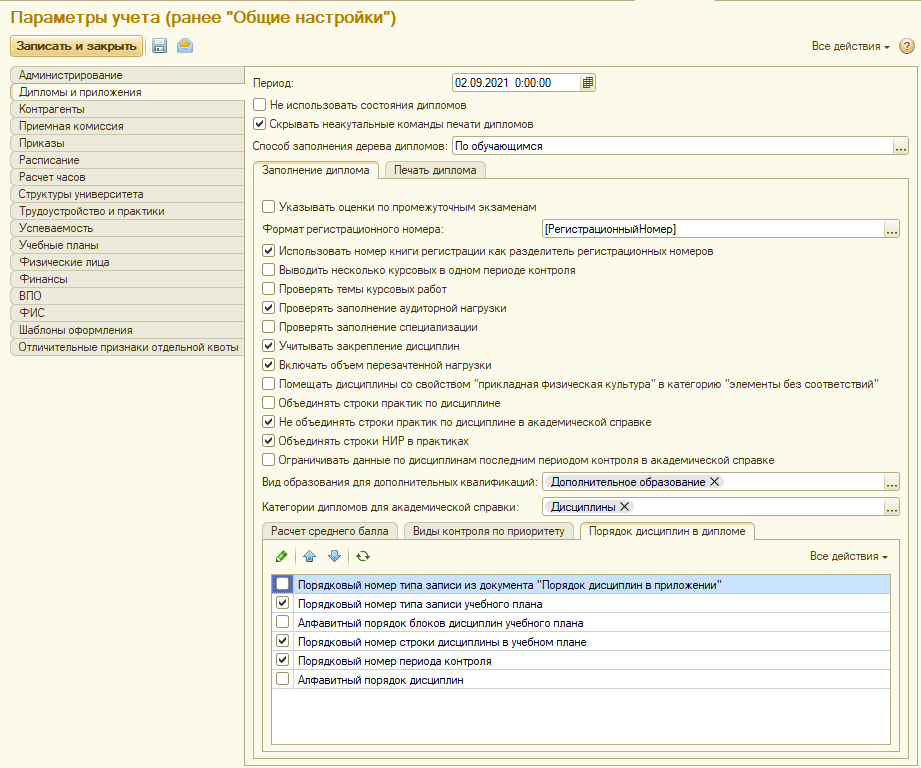 Параметры учета (ранее "Общие настройки")
Записать и закрыть
Все действия
?
Администрирование
Дипломы и приложения
Контрагенты
Приемная комиссия
Приказы
Расписание
Расчет часов
Структуры университета
Трудоустройство и практики
Успеваемость
Учебные планы
Физические лица
Финансы
ВПО
ФИС
Шаблоны оформления
Отличительные признаки отдельной квоты
Период: 02.09.2021 0:00:00
Не использовать состояния дипломов
Скрывать неакутальные команды печати дипломов
Способ заполнения дерева дипломов: По обучающимся ...
Заполнение диплома Печать диплома
Указывать оценки по промежуточным экзаменам
Формат регистрационного номера: [РегистрационныйНомер] ...
Использовать номер книги регистрации как разделитель регистрационных номеров
Выводить несколько курсовых в одном периоде контроля
Проверять темы курсовых работ
Проверять заполнение аудиторной нагрузки
Проверять заполнение специализации
Учитывать закрепление дисциплин
Включать объем перезачтенной нагрузки
Помещать дисциплины со свойством "прикладная физическая культура" в категорию "элементы без соответствий"
Объединять строки практик по дисциплине
Не объединять строки практик по дисциплине в академической справке
Объединять строки НИР в практиках
Ограничивать данные по дисциплинам последним периодом контроля в академической справке
Вид образования для дополнительных квалификаций: Дополнительное образование ...
Категории дипломов для академической справки: Дисциплины ...
Расчет среднего балла Виды контроля по приоритету Порядок дисциплин в дипломе
Все действия
Порядковый номер типа записи из документа "Порядок дисциплин в приложении"
Порядковый номер типа записи учебного плана
Алфавитный порядок блоков дисциплин учебного плана
Порядковый номер строки дисциплины в учебном плане
Порядковый номер периода контроля
Алфавитный порядок дисциплин